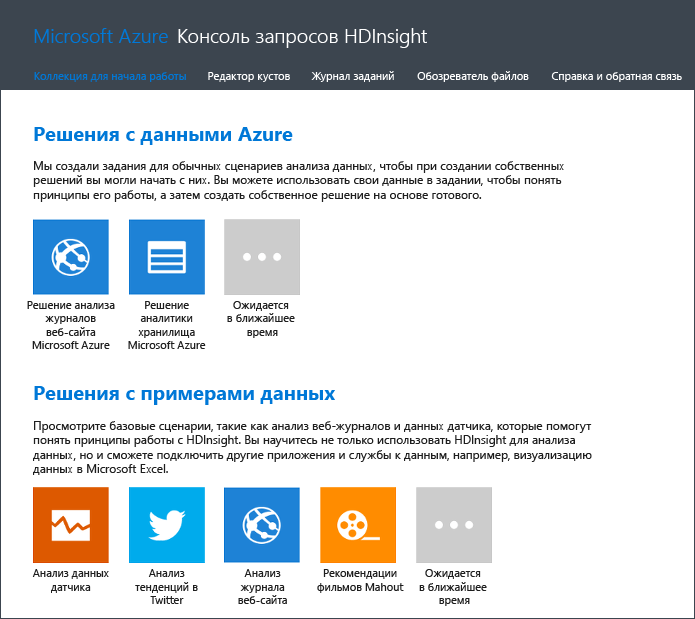 Microsoft Azure Консоль запросов HDInsight
Коллекция для начала работы Редактор кустов Журнал заданий Обозреватель файлов Справка и обратная связь
Решения с данными Azure
Мы создали задания для обычных сценариев анализа данных, чтобы при создании собственных
решений вы могли начать с них. Вы можете использовать свои данные в задании, чтобы понять
принципы его работы, а затем создать собственное решение на основе готового.
Решение анализа
журналов
веб-сайта
Microsoft Azure
Решение
аналитики
хранилища
Microsoft Azure
Ожидается
в ближайшее
время
Решения с примерами данных
Просмотрите базовые сценарии, такие как анализ веб-журналов и данных датчика, которые помогут
понять принципы работы с HDInsight. Вы научитесь не только использовать HDInsight для анализа
данных, но и сможете подключить другие приложения и службы к данным, например, визуализацию
данных в Microsoft Excel.
Анализ данных
датчика
Анализ
тенденций в
Twitter
Анализ
журнала
веб-сайта
Рекомендации
фильмов Mahout
Ожидается
в ближайшее
время